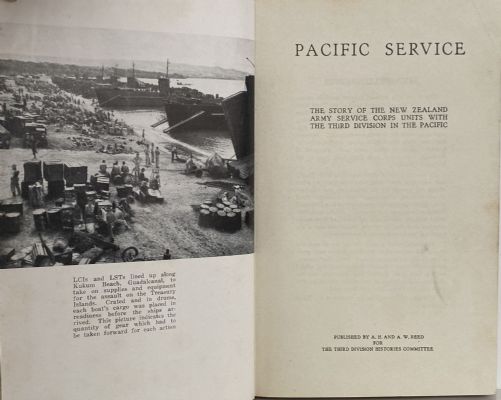 LCIs and LSTs lined up along
Kukum Beach, Guadalcanal, to
take on supplies and equipment
for the assault on the Treasury
Islands. Crated and in drums,
each boat's cargo was placed in
readiness before the ships ar-
rived. This picture indicates the
quantity of gear which had to
be taken forward for each action
PACIFIC SERVICE
THE STORY OF THE NEW ZEALAND
ARMY SERVICE CORPS UNITS WITH
THE THIRD DIVISION IN THE PACIFIC
PUBLISHED BY A. H. AND A. W. REED
FOR
THE THIRD DIVISION HISTORIES COMMITTEE